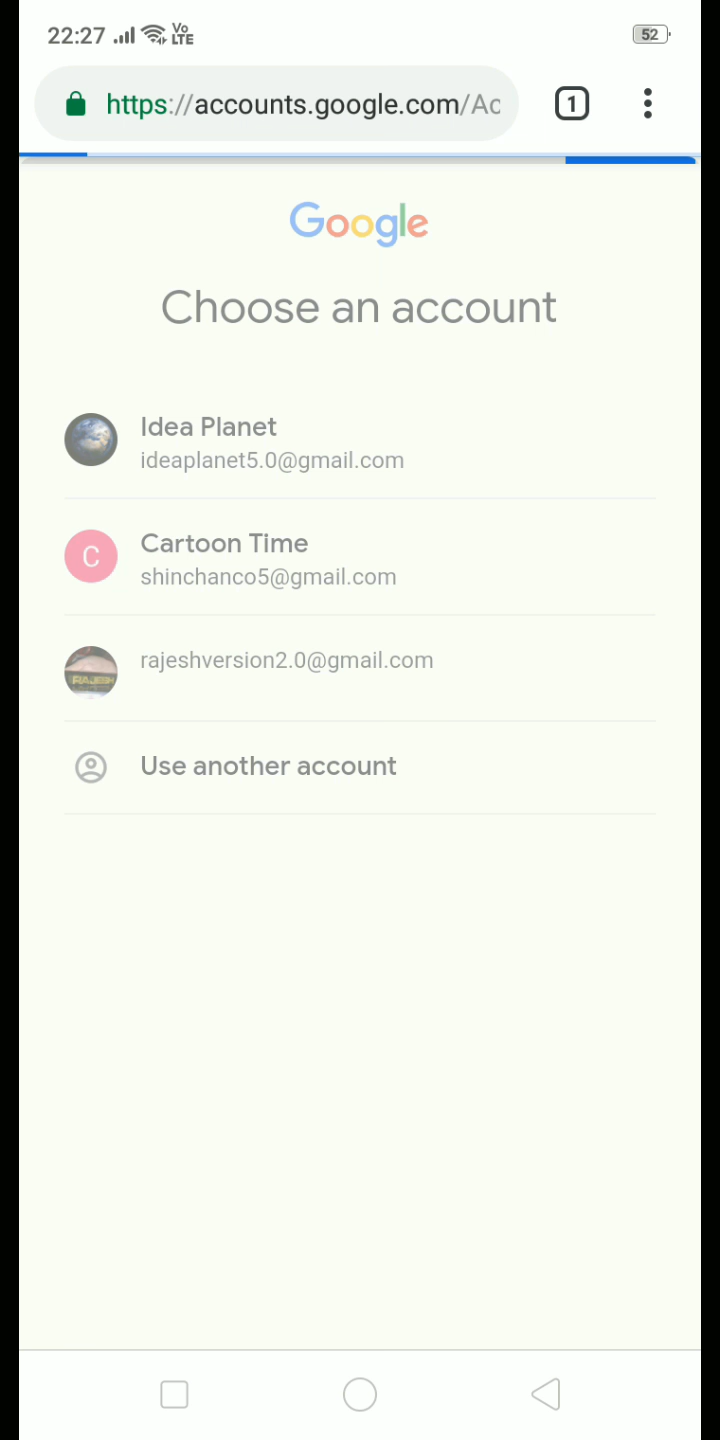 22:27 Vo LTE 52
https://accounts.google.com/Ac 1
Google
Choose an account
Idea Planet
ideaplanet5.0@gmail.com
C
Cartoon Time
shinchanco5@gmail.com
RAJESH
rajeshversion2.0@gmail.com
Use another account